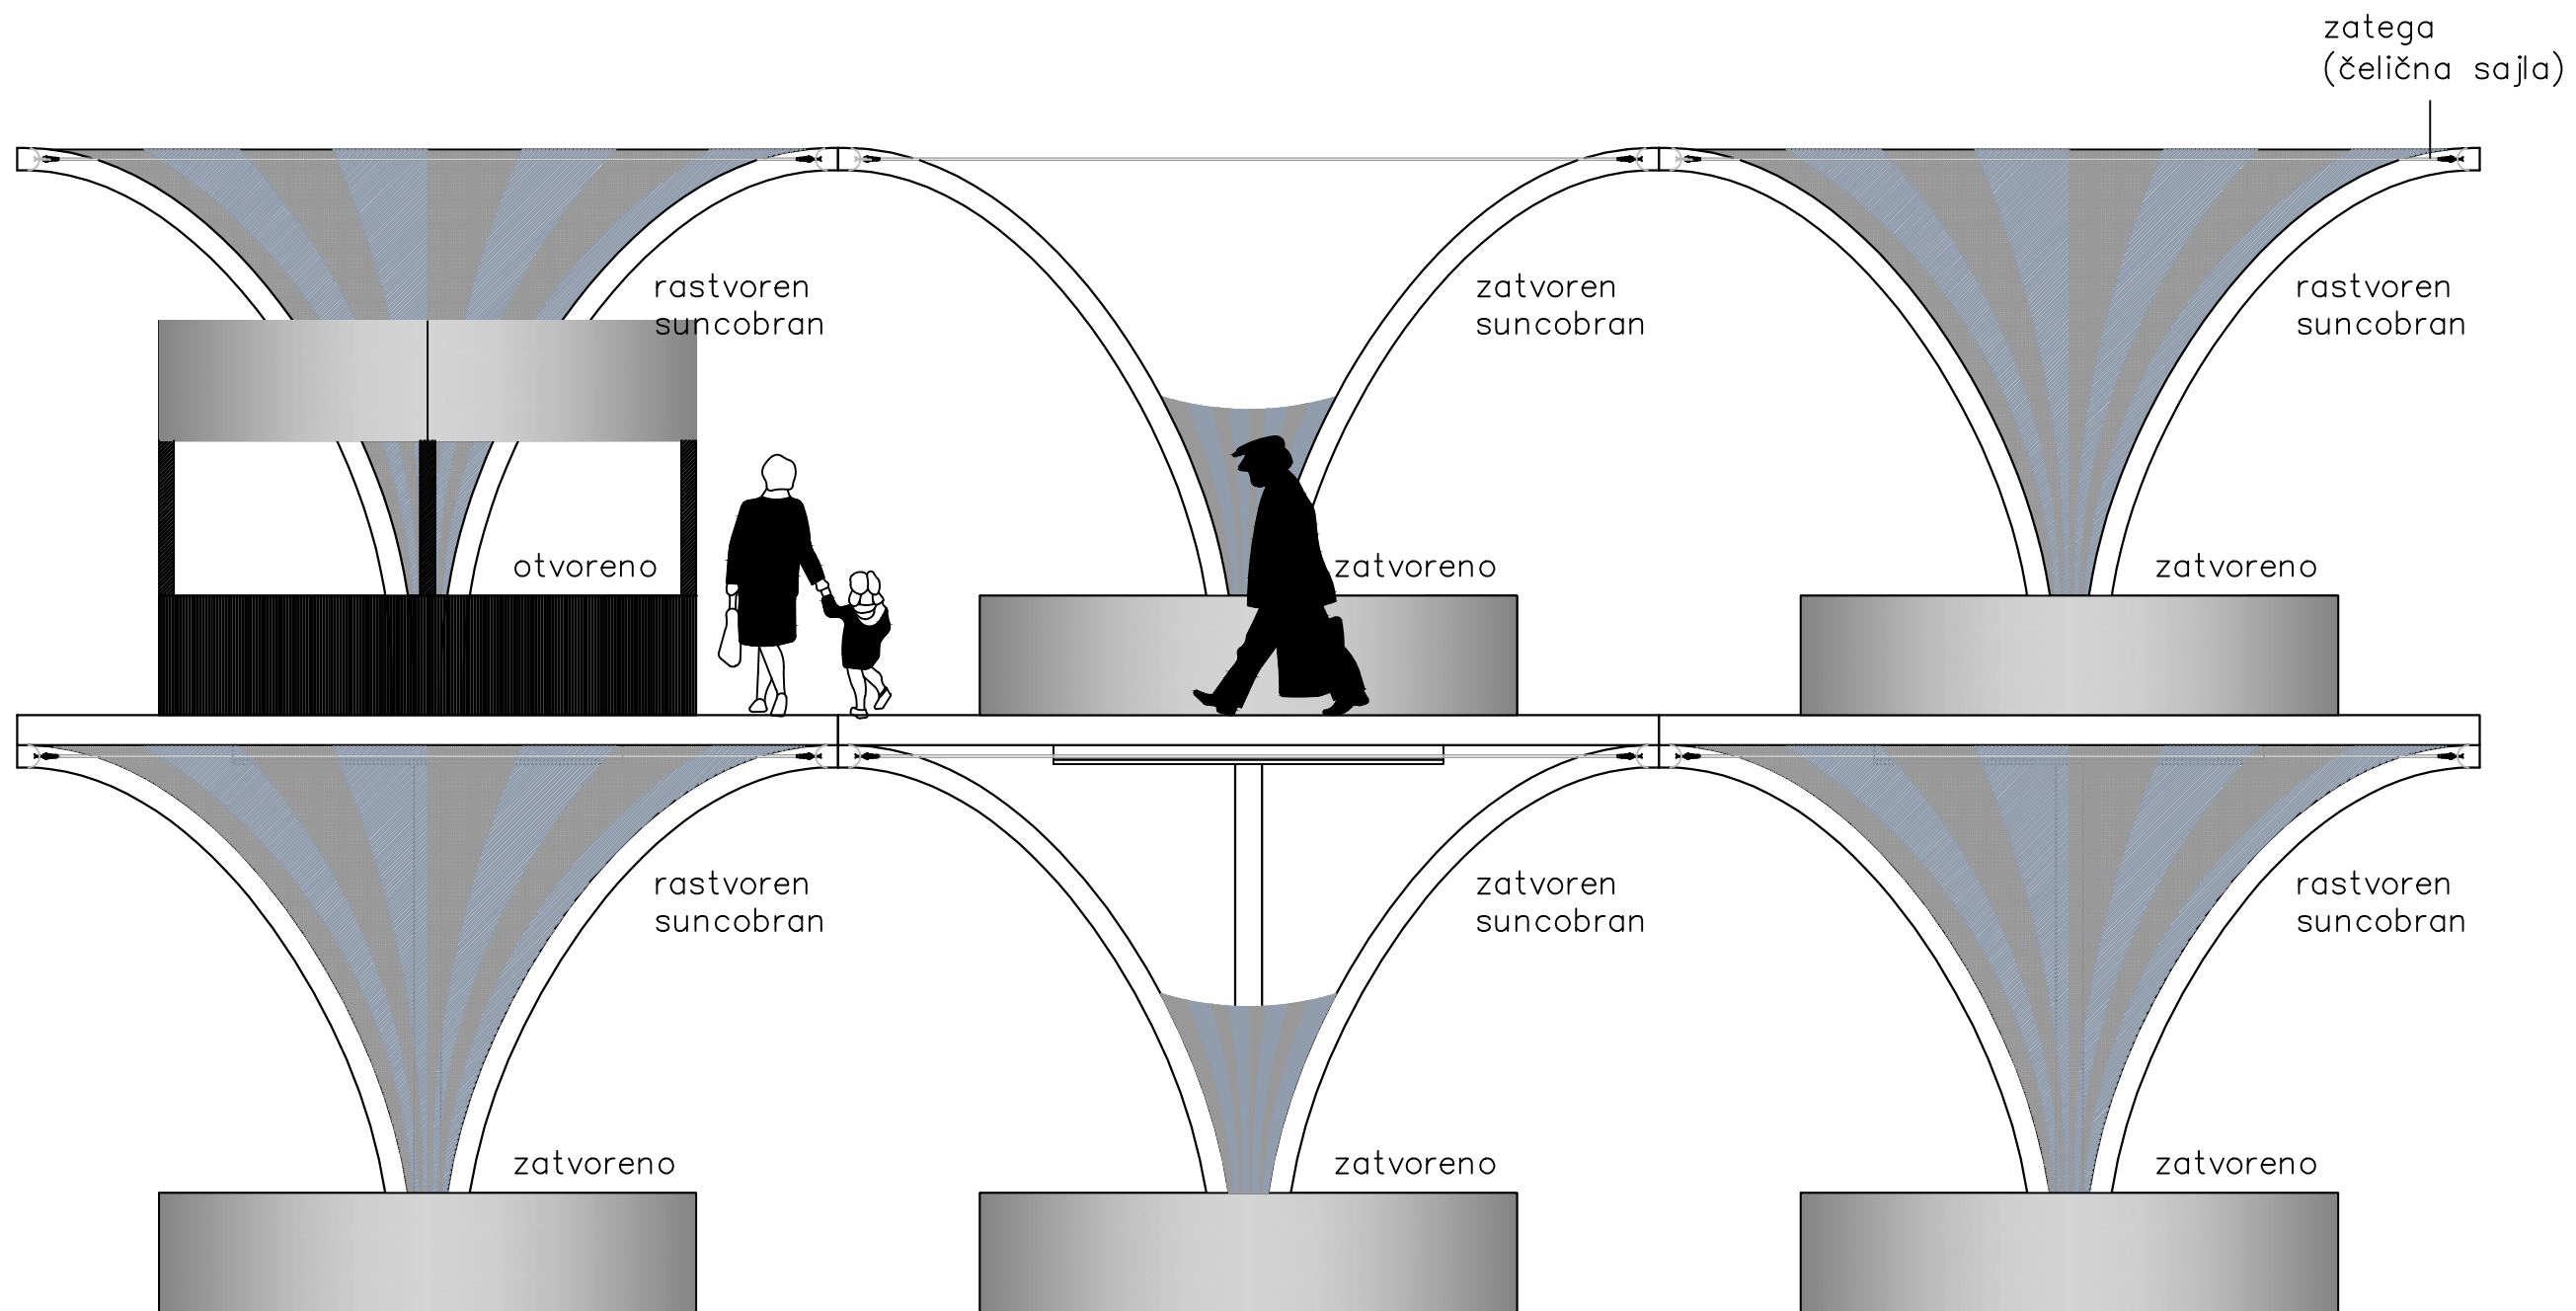 zatega
(čelična sajla)
rastvoren
suncobran
zatvoren
suncobran
rastvoren
suncobran
otvoreno
zatvoreno
zatvoreno
rastvoren
suncobran
zatvoren
suncobran
rastvoren
suncobran
zatvoreno
zatvoreno
zatvoreno